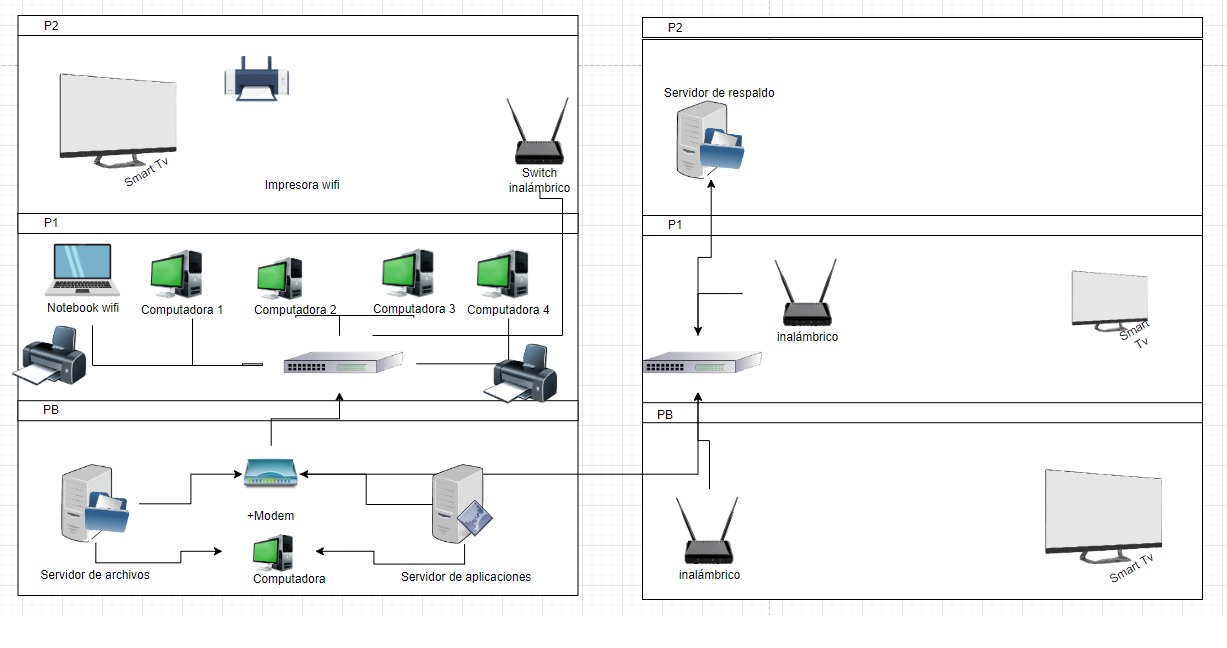 P2
Smart Tv
Impresora wifi
Switch
inalámbrico
P1
Notebook wifi
Computadora 1
Computadora 2
Computadora 3
Computadora 4
PB
+Modem
Servidor de archivos
Computadora
Servidor de aplicaciones
P2
Servidor de respaldo
P1
inalámbrico
Smart
Tv
PB
inalámbrico
Smart Tv